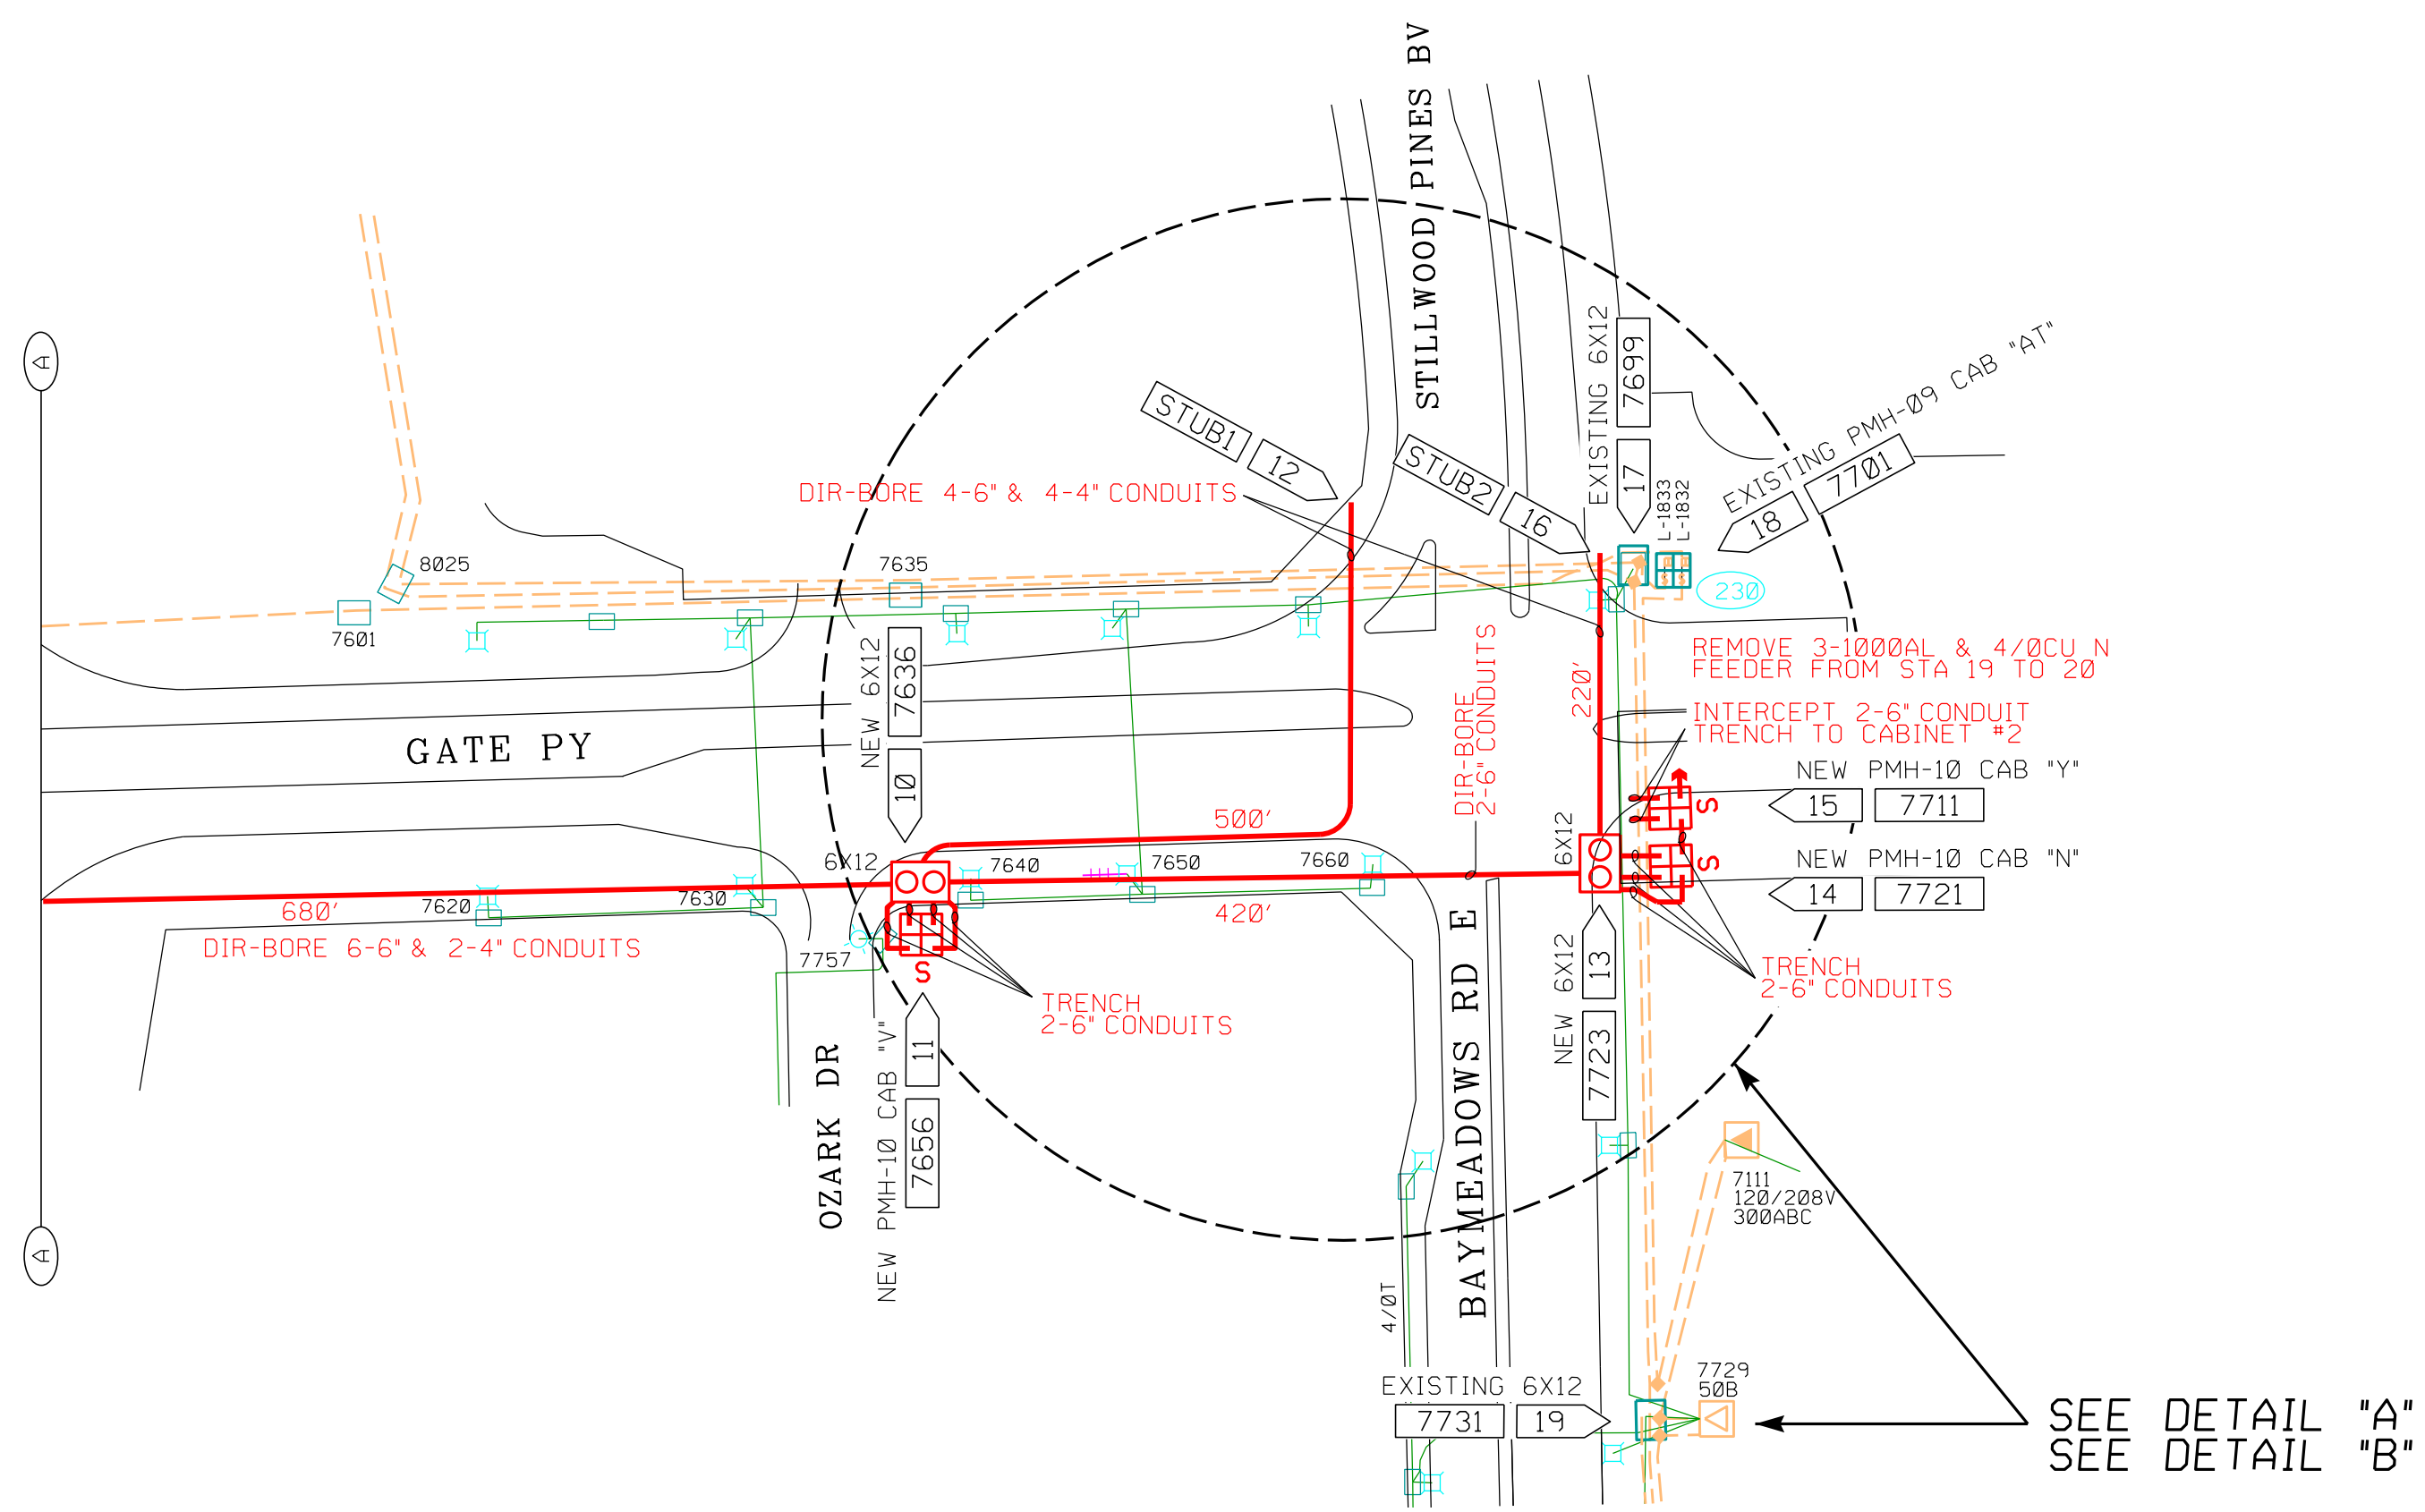 STILLWOOD PINES BV
A
STUB1
12
STUB2
16
EXISTING 6X12
7699
17
L-1833
L-1832
EXISTING PMH-09 CAB "AT"
7701
18
230
DIR-BORE 4-6" & 4-4" CONDUITS
8025
7635
7601
NEW 6X12
7636
10
GATE PY
DIR-BORE
2-6" CONDUITS
220'
REMOVE 3-1000AL & 4/0CU N
FEEDER FROM STA 19 TO 20
INTERCEPT 2-6" CONDUIT
TRENCH TO CABINET #2
NEW PMH-10 CAB "Y"
15
7711
S
NEW PMH-10 CAB "N"
14
7721
S
500'
6X12
7640
7650
7660
6X12
680'
7620
7630
420'
DIR-BORE 6-6" & 2-4" CONDUITS
7757
S
TRENCH
2-6" CONDUITS
TRENCH
2-6" CONDUITS
NEW 6X12
13
7723
OZARK DR
NEW PMH-10 CAB "V"
11
7656
BAYMEADOWS RD E
A
7111
120/208V
300ABC
4/0T
7729
50B
EXISTING 6X12
7731
19
SEE DETAIL "A"
SEE DETAIL "B"